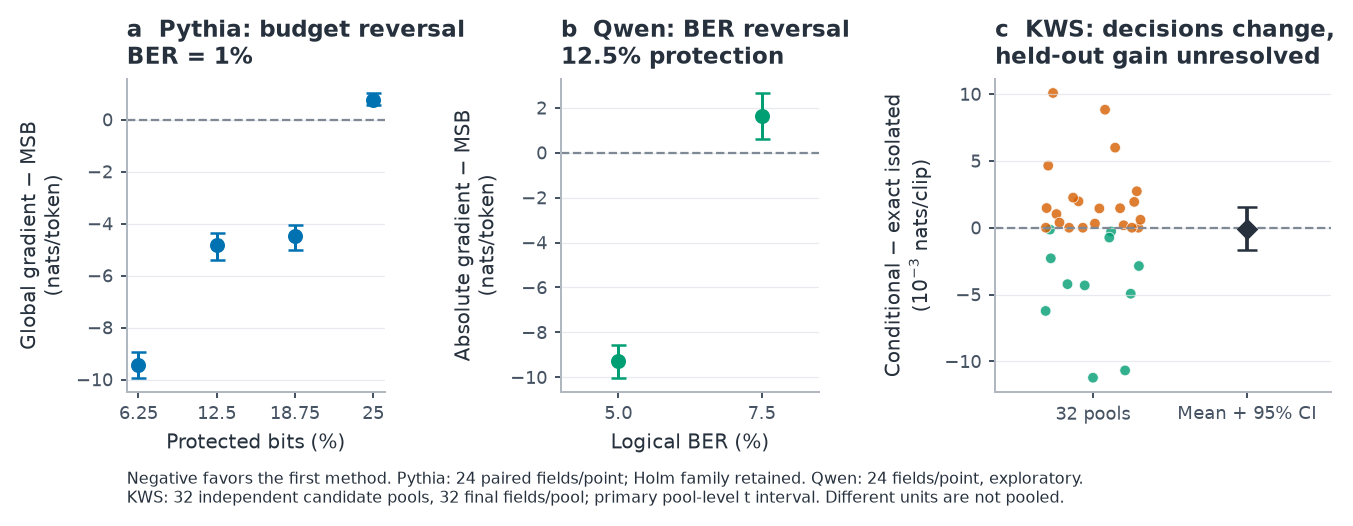 a Pythia: budget reversal
BER = 1%
Global gradient − MSB
(nats/token)
0
−2
−4
−6
−8
−10
6.25
12.5
18.75
25
Protected bits (%)
b Qwen: BER reversal
12.5% protection
Absolute gradient − MSB
(nats/token)
2
0
−2
−4
−6
−8
−10
5.0
7.5
Logical BER (%)
c KWS: decisions change,
held-out gain unresolved
Conditional − exact isolated
(10⁻³ nats/clip)
10
5
0
−5
−10
32 pools
Mean + 95% CI
Negative favors the first method. Pythia: 24 paired fields/point; Holm family retained. Qwen: 24 fields/point, exploratory.
KWS: 32 independent candidate pools, 32 final fields/pool; primary pool-level t interval. Different units are not pooled.